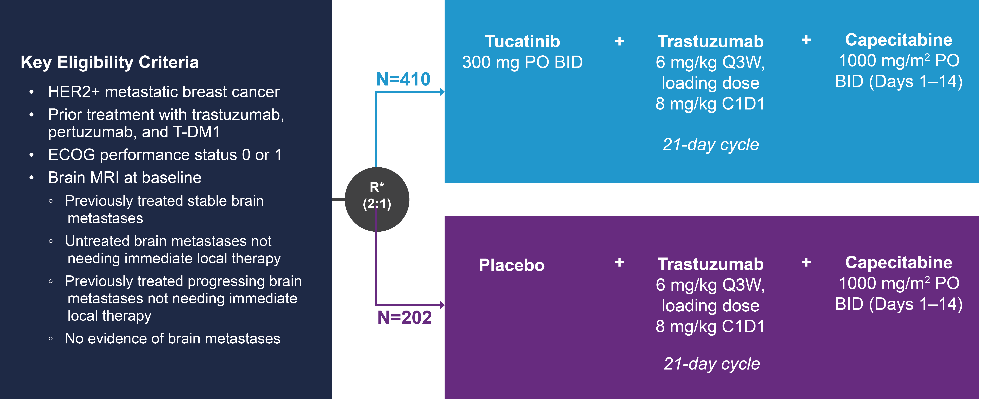 Key Eligibility Criteria
• HER2+ metastatic breast cancer
• Prior treatment with trastuzumab,
pertuzumab, and T-DM1
• ECOG performance status 0 or 1
• Brain MRI at baseline
◦ Previously treated stable brain
metastases
◦ Untreated brain metastases not
needing immediate local therapy
◦ Previously treated progressing brain
metastases not needing immediate
local therapy
◦ No evidence of brain metastases
R*
(2:1)
N=410
Tucatinib
300 mg PO BID
+
Trastuzumab
6 mg/kg Q3W,
loading dose
8 mg/kg C1D1
+
Capecitabine
1000 mg/m² PO
BID (Days 1–14)
21-day cycle
N=202
Placebo
+
Trastuzumab
6 mg/kg Q3W,
loading dose
8 mg/kg C1D1
+
Capecitabine
1000 mg/m² PO
BID (Days 1–14)
21-day cycle